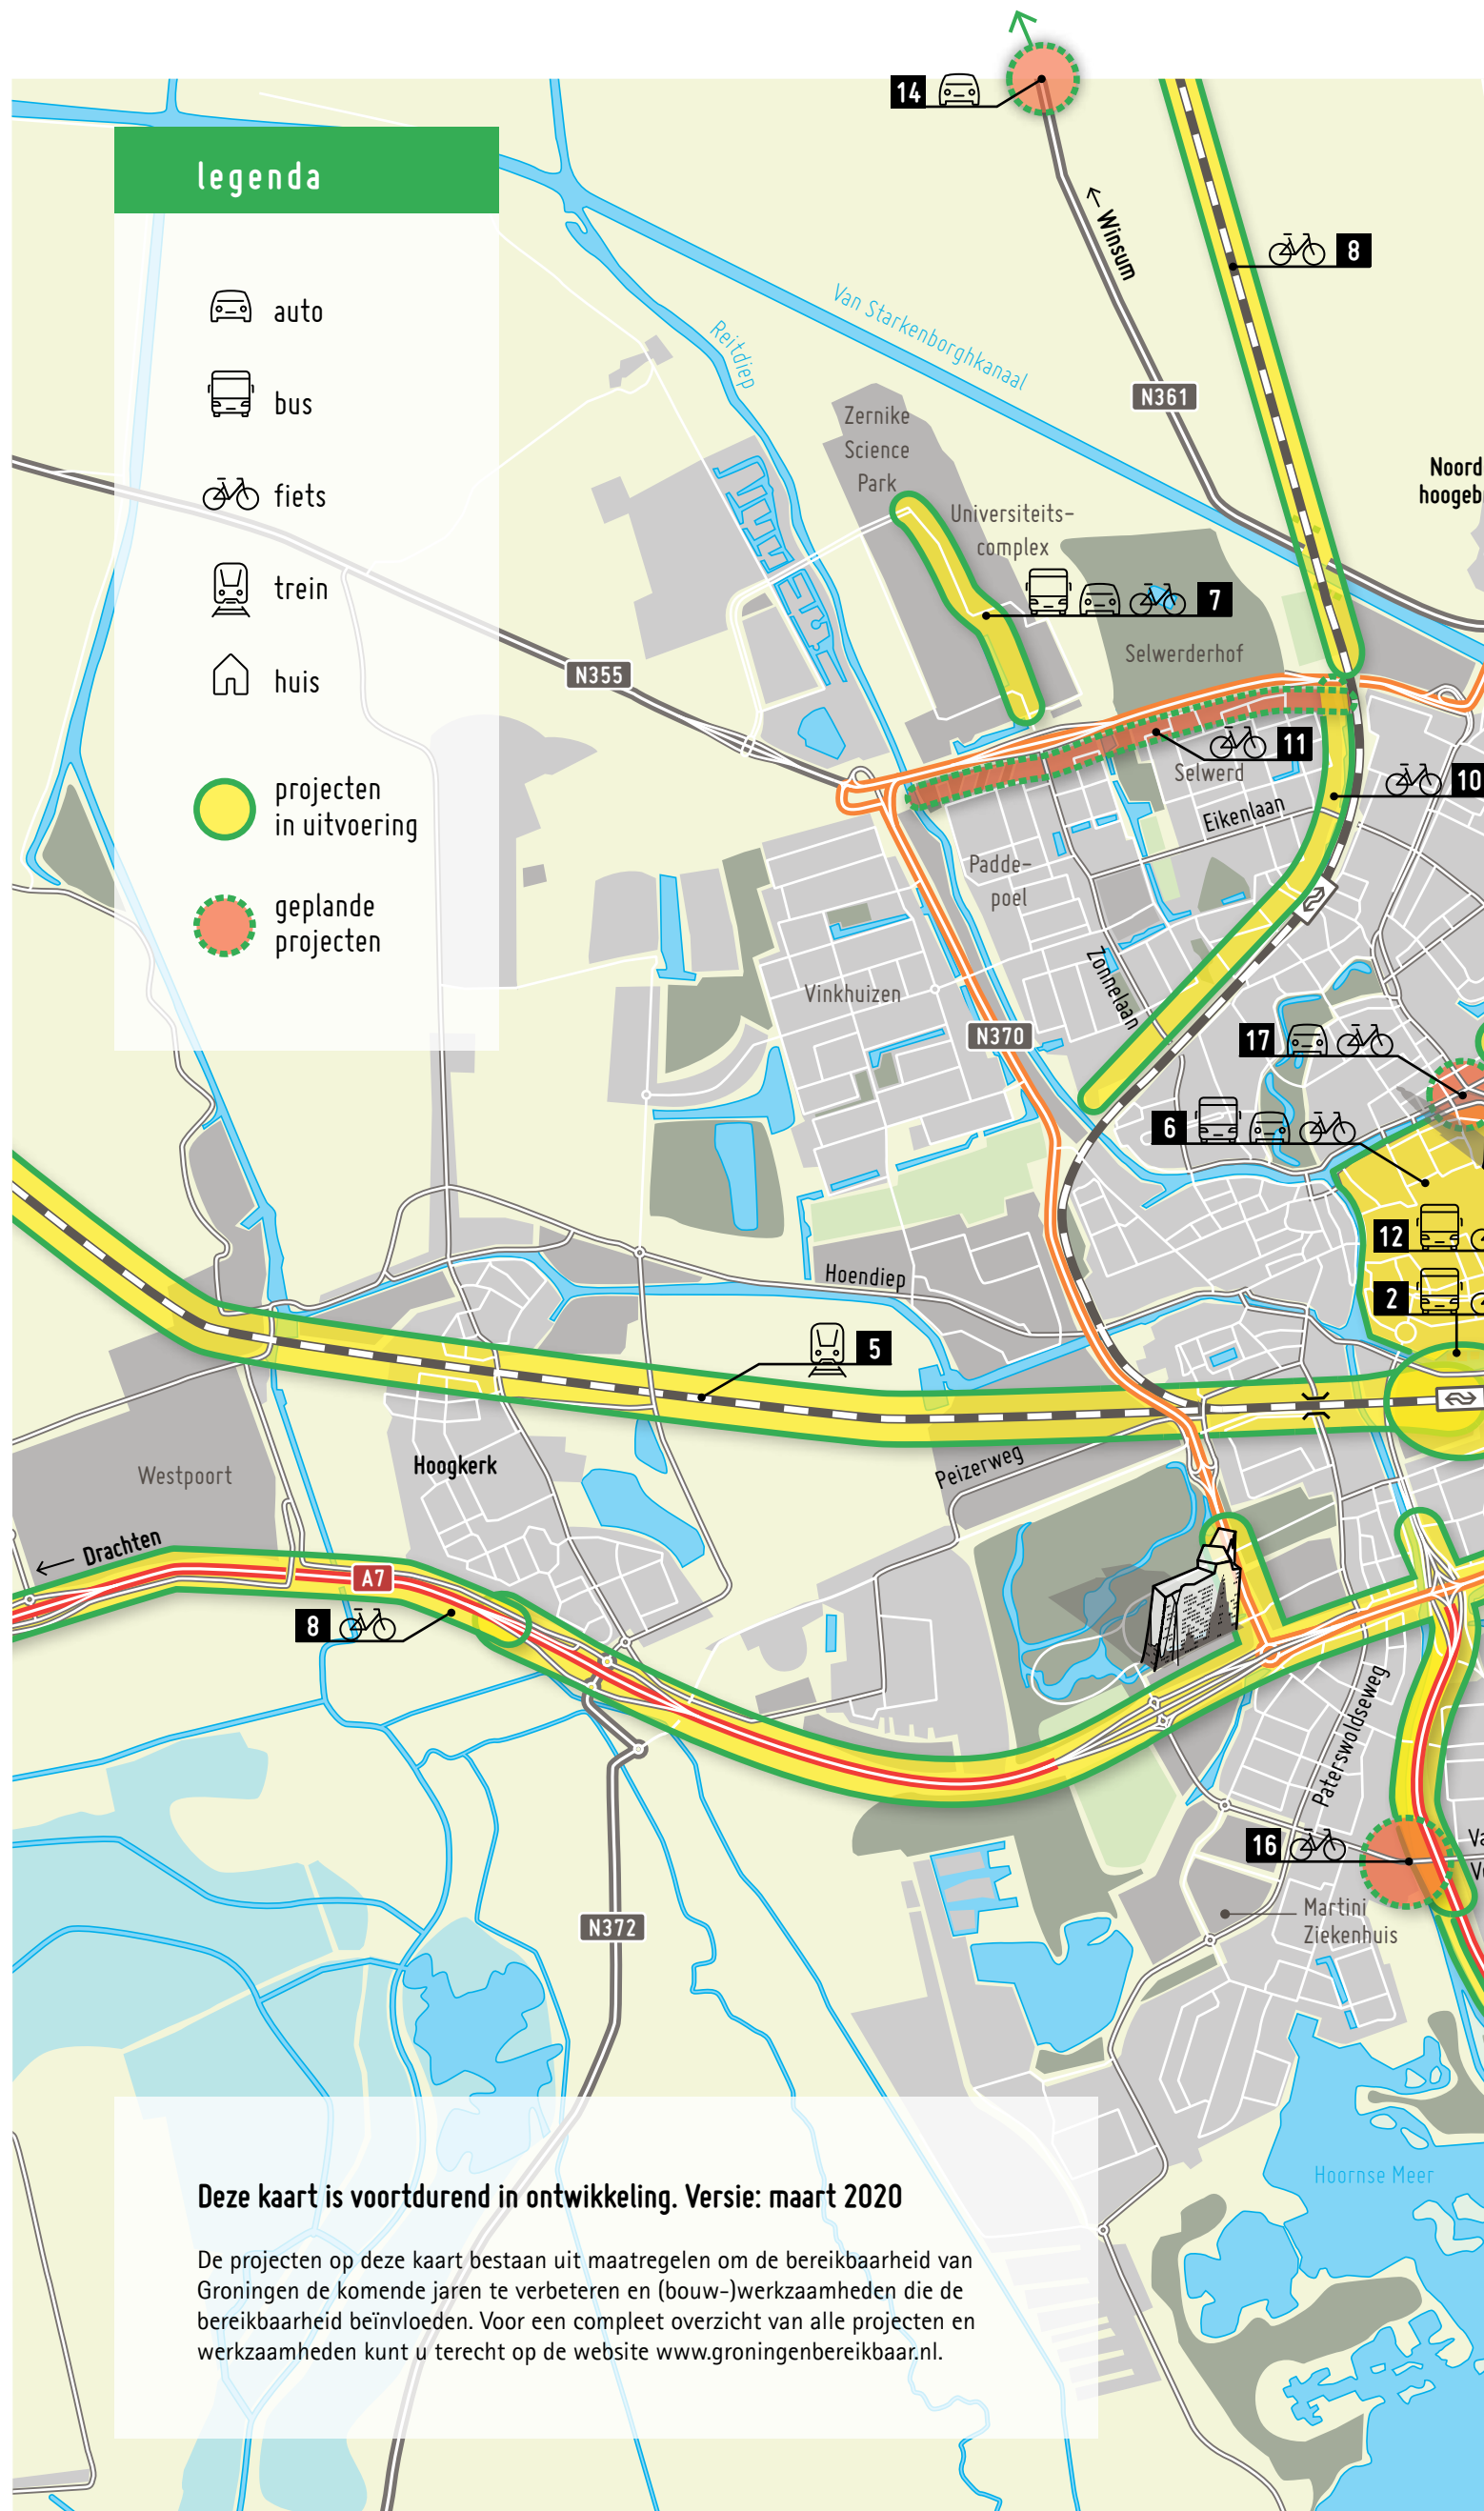 14
legenda
← Winsum
8
auto
Van Starkenborghkanaal
Reitdiep
bus
N361
Zernike
Science
Park
fiets
Universiteits-
complex
trein
7
Selwerderhof
huis
N355
11
Selwerd
10
projecten
in uitvoering
Eikenlaan
Padde-
poel
geplande
projecten
Zonnelaan
Vinkhuizen
N370
17
6
12
Hoendiep
2
5
Peizerweg
Hoogkerk
Westpoort
← Drachten
A7
8
Paterswoldseweg
16
Martini
Ziekenhuis
N372
Hoornse Meer
Deze kaart is voortdurend in ontwikkeling. Versie: maart 2020
De projecten op deze kaart bestaan uit maatregelen om de bereikbaarheid van
Groningen de komende jaren te verbeteren en (bouw-)werkzaamheden die de
bereikbaarheid beïnvloeden. Voor een compleet overzicht van alle projecten en
werkzaamheden kunt u terecht op de website www.groningenbereikbaar.nl.